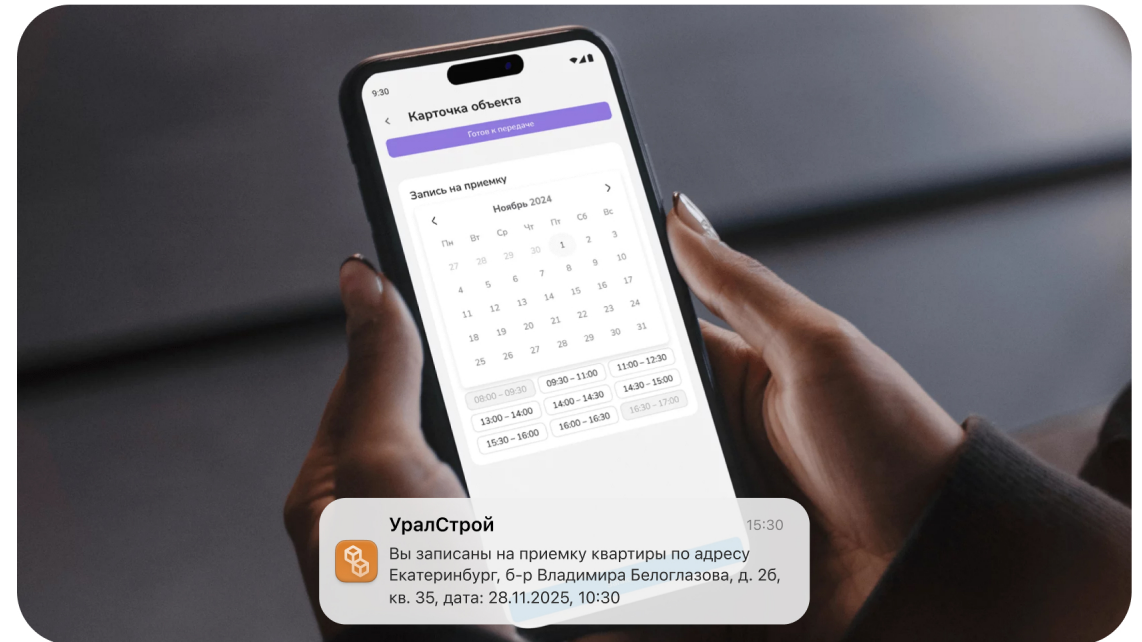 9:30
Карточка объекта
Готов к передаче
Запись на приемку
Ноябрь 2024
Пн Вт Ср Чт Пт Сб Вс
27 28 29 30 1 2 3
4 5 6 7 8 9 10
11 12 13 14 15 16 17
18 19 20 21 22 23 24
25 26 27 28 29 30 31
08:00 – 09:30 09:30 – 11:00 11:00 – 12:30
13:00 – 14:00 14:00 – 14:30 14:30 – 15:00
15:30 – 16:00 16:00 – 16:30 16:30 – 17:00
УралСтрой 15:30
Вы записаны на приемку квартиры по адресу
Екатеринбург, б-р Владимира Белоглазова, д. 2б,
кв. 35, дата: 28.11.2025, 10:30